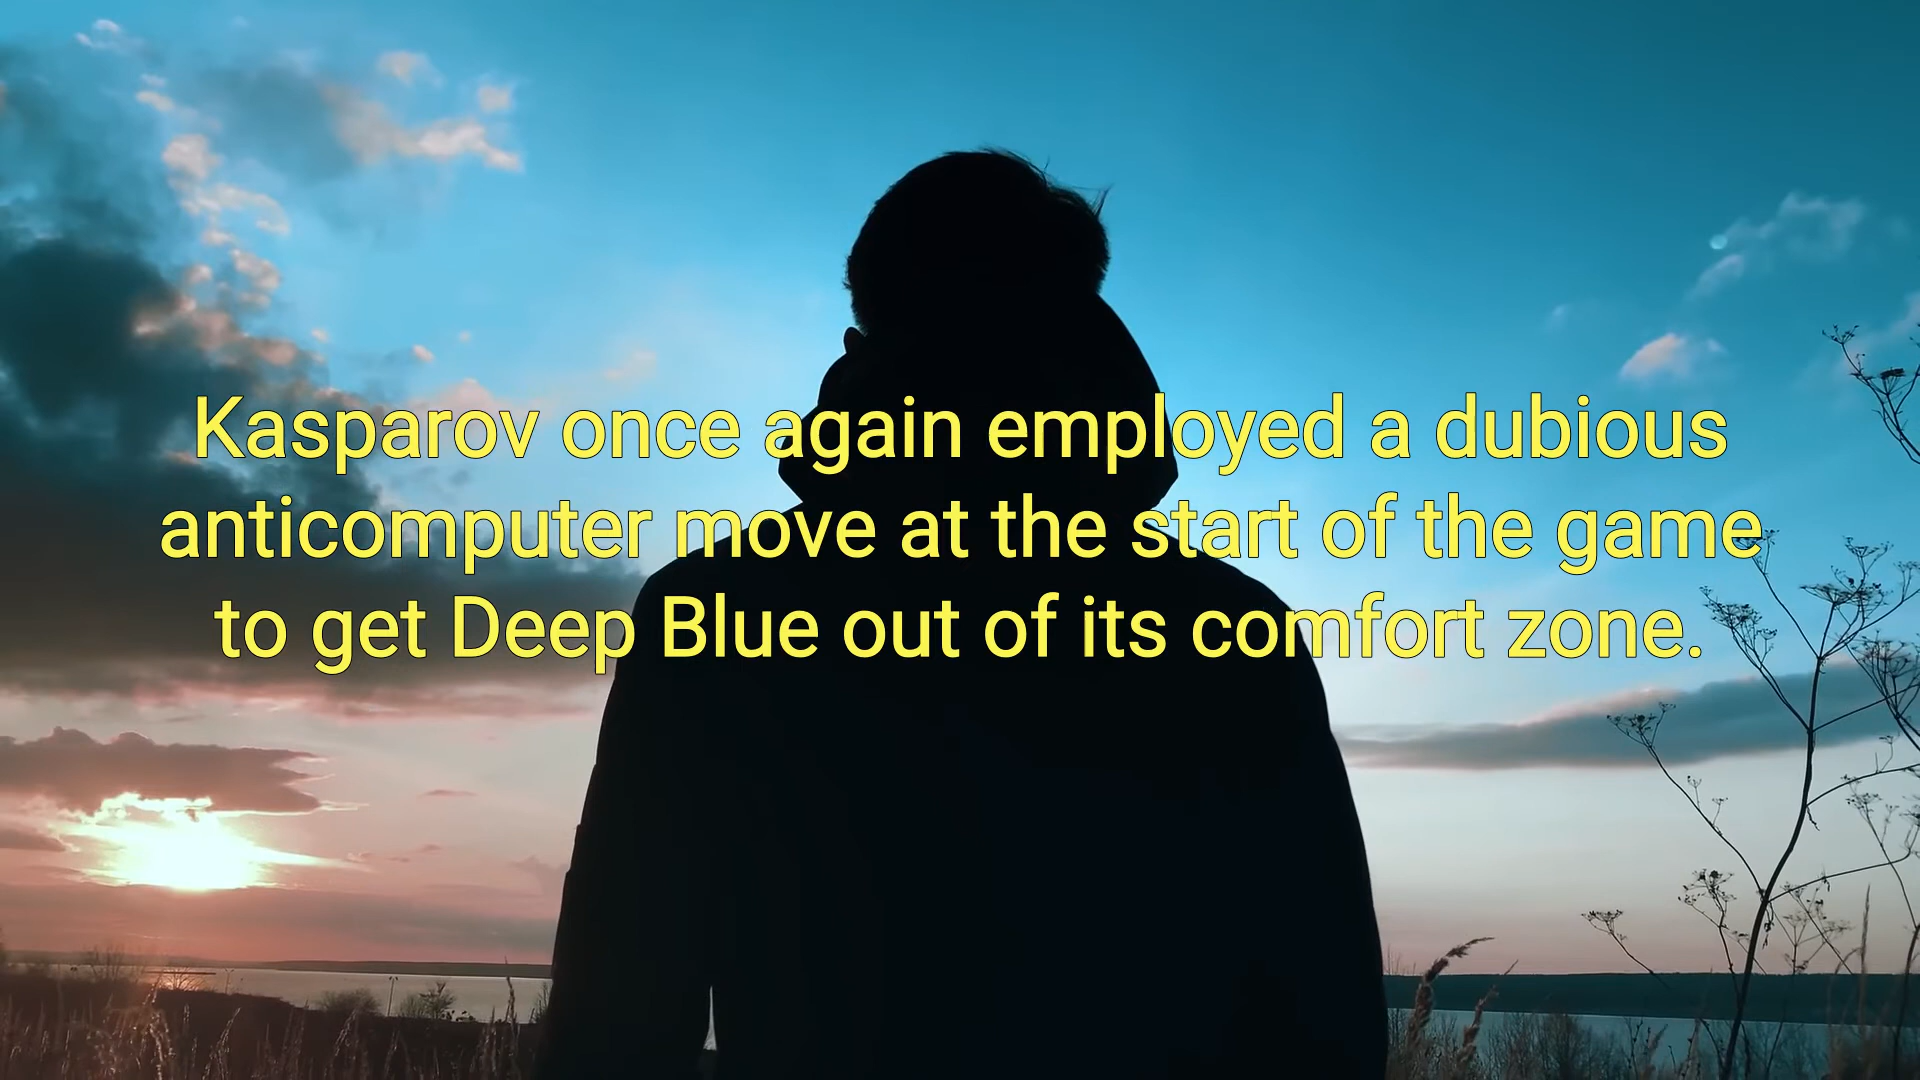 Kasparov once again employed a dubious
anticomputer move at the start of the game
to get Deep Blue out of its comfort zone.